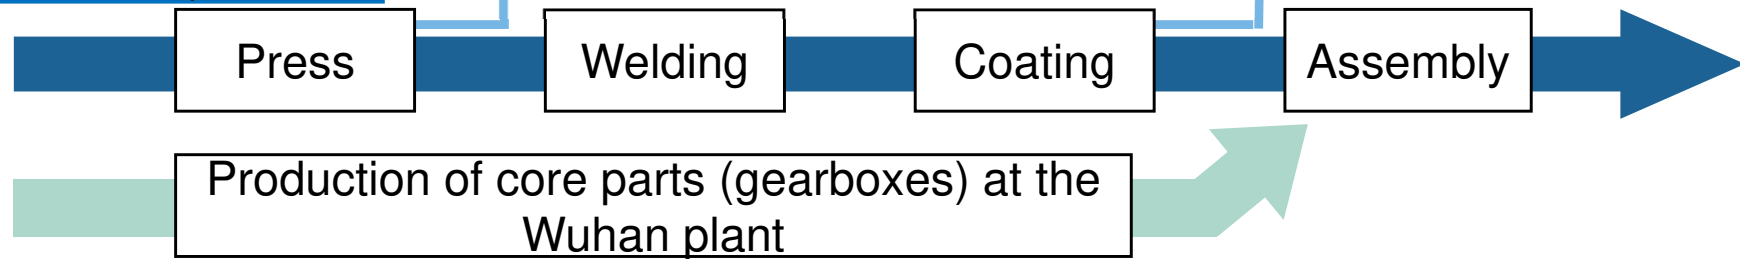 Press
Welding
Coating
Assembly
Production of core parts (gearboxes) at the
Wuhan plant